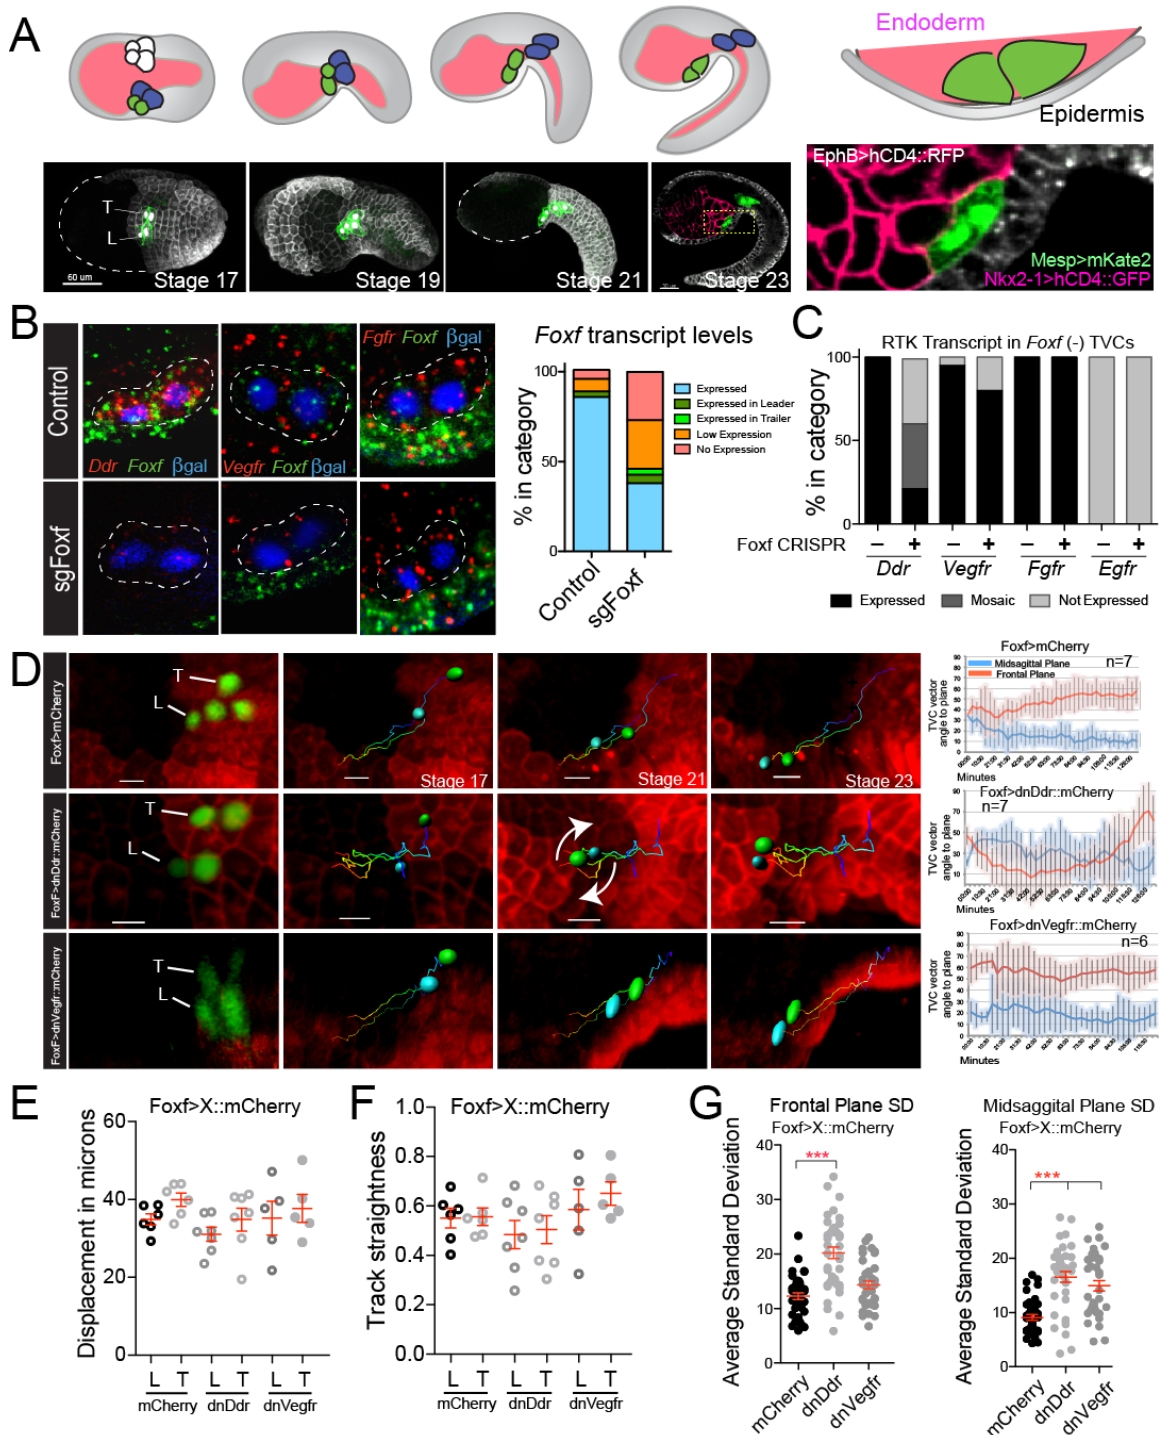 A
Endoderm
Epidermis
T
L
60 um
Stage 17
Stage 19
Stage 21
Stage 23
EphB>hCD4::RFP
Mesp>mKate2
Nkx2-1>hCD4::GFP
B
Control
Ddr Foxf βgal
Vegfr Foxf βgal
Fgfr Foxf βgal
sgFoxf
Foxf transcript levels
% in category
100
50
0
Control
sgFoxf
Expressed
Expressed in Leader
Expressed in Trailer
Low Expression
No Expression
C
RTK Transcript in Foxf (-) TVCs
% in category
100
50
0
Foxf CRISPR
– + – + – + – +
Ddr Vegfr Fgfr Egfr
Expressed
Mosaic
Not Expressed
D
Foxf>mCherry
T
L
Stage 17
Stage 21
Stage 23
FoxF>dnDdr::mCherry
T
L
FoxF>dnVegfr::mCherry
T
L
Foxf>mCherry
Midsagittal Plane
Frontal Plane
n=7
TVC vector
angle to plane
Minutes
Foxf>dnDdr::mCherry
n=7
TVC vector
angle to plane
Minutes
Foxf>dnVegfr::mCherry
n=6
TVC vector
angle to plane
Minutes
E
Foxf>X::mCherry
Displacement in microns
60
40
20
0
L T L T L T
mCherry dnDdr dnVegfr
F
Foxf>X::mCherry
Track straightness
1.0
0.8
0.6
0.4
0.2
0.0
L T L T L T
mCherry dnDdr dnVegfr
G
Frontal Plane SD
Foxf>X::mCherry
Average Standard Deviation
40
30
20
10
0
***
mCherry
dnDdr
dnVegfr
Midsaggital Plane SD
Foxf>X::mCherry
Average Standard Deviation
40
30
20
10
0
***
mCherry
dnDdr
dnVegfr